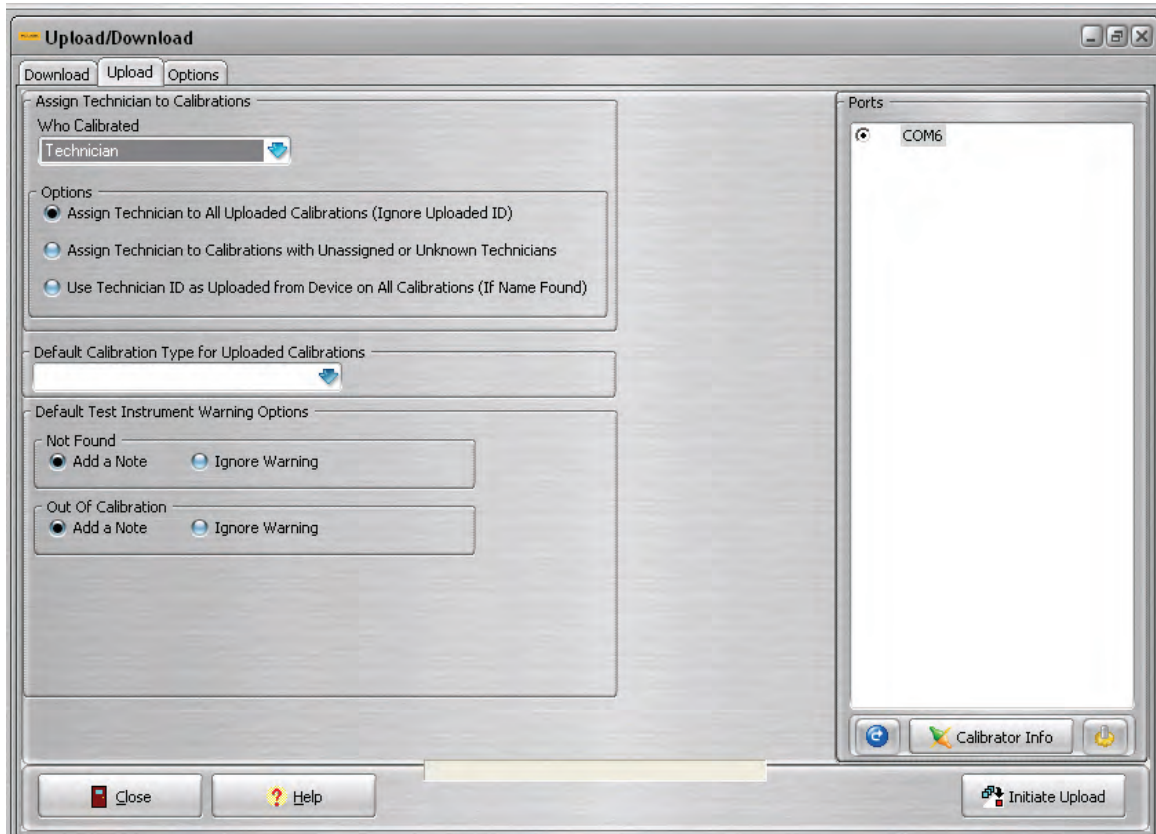 Upload/Download
Download Upload Options
Assign Technician to Calibrations
Who Calibrated
Technician
Options
Assign Technician to All Uploaded Calibrations (Ignore Uploaded ID)
Assign Technician to Calibrations with Unassigned or Unknown Technicians
Use Technician ID as Uploaded from Device on All Calibrations (If Name Found)
Default Calibration Type for Uploaded Calibrations
Default Test Instrument Warning Options
Not Found
Add a Note Ignore Warning
Out Of Calibration
Add a Note Ignore Warning
Ports
COM6
Calibrator Info
Close Help Initiate Upload